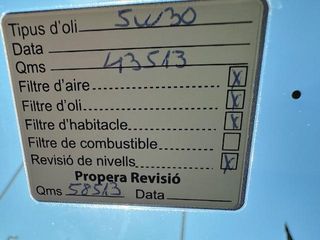 Tipus d'oli 5W30
Data
Qms 43513
Filtre d'aire X
Filtre d'oli X
Filtre d'habitacle X
Filtre de combustible
Revisió de nivells X
Propera Revisió
Qms 58513 Data